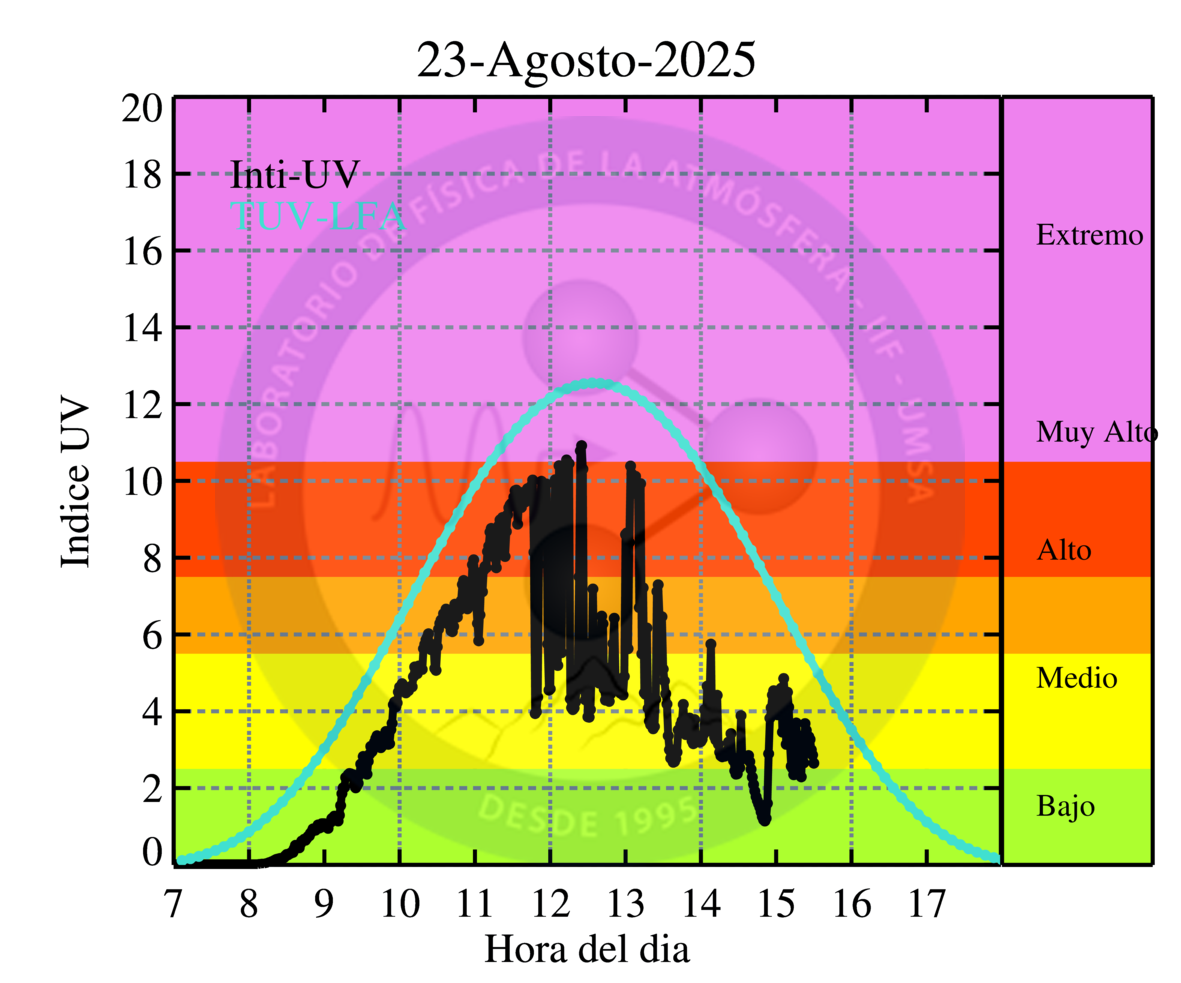 23-Agosto-2025
20
18
16
14
12
10
8
6
4
2
0
Indice UV
Inti-UV
TUV-LFA
LABORATORIO DE FÍSICA DE LA ATMÓSFERA - IIF - UMSA
DESDE 1995
Extremo
Muy Alto
Alto
Medio
Bajo
7 8 9 10 11 12 13 14 15 16 17
Hora del dia